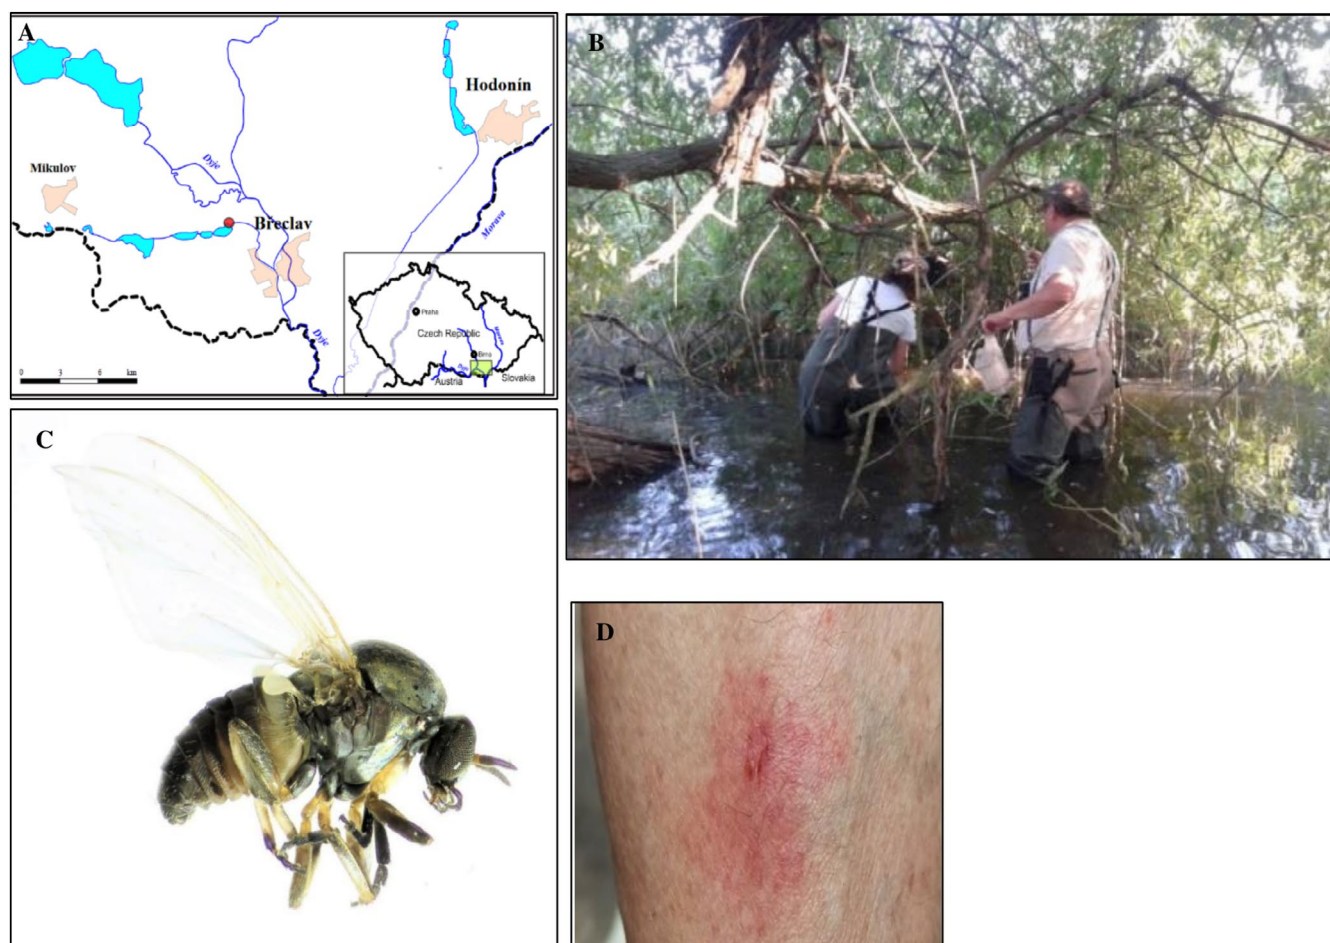 A
Hodonín
Dyje
Mikulov
Břeclav
Morava
Dyje
0 3 6 km
Praha
Czech Republic
Brno
Austria
Slovakia
B
C
D